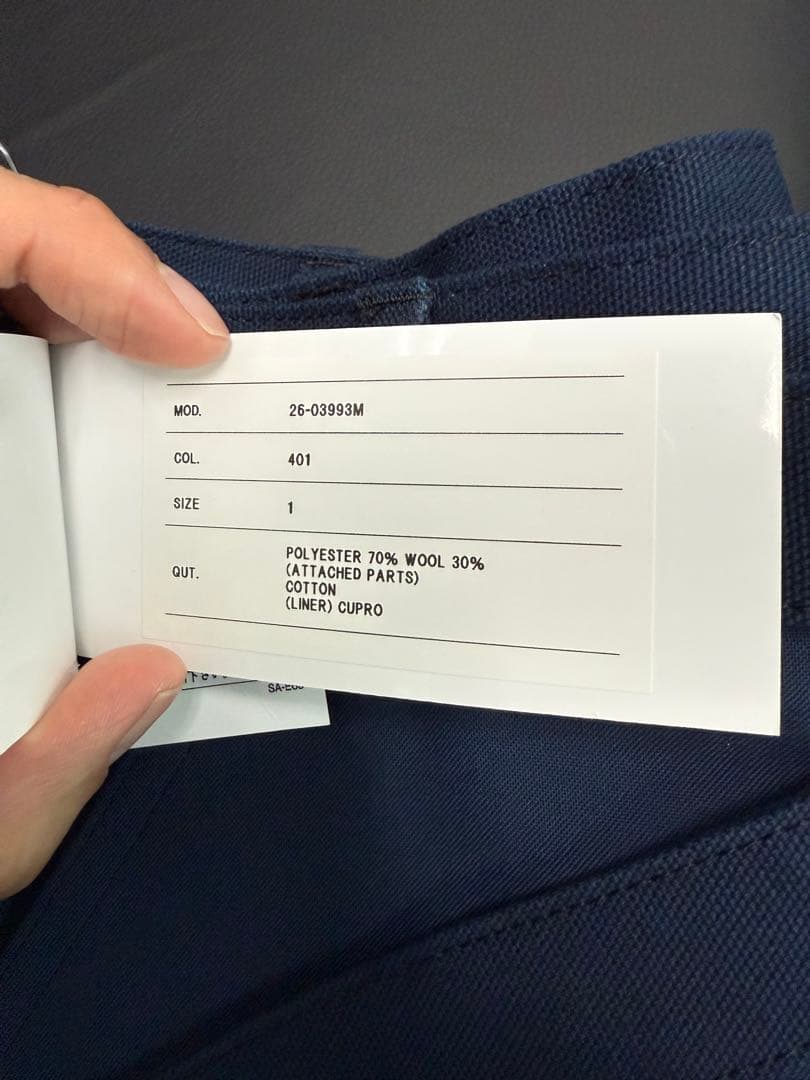 MOD. 26-03993M
COL. 401
SIZE 1
QUT. POLYESTER 70% WOOL 30%
(ATTACHED PARTS)
COTTON
(LINER) CUPRO